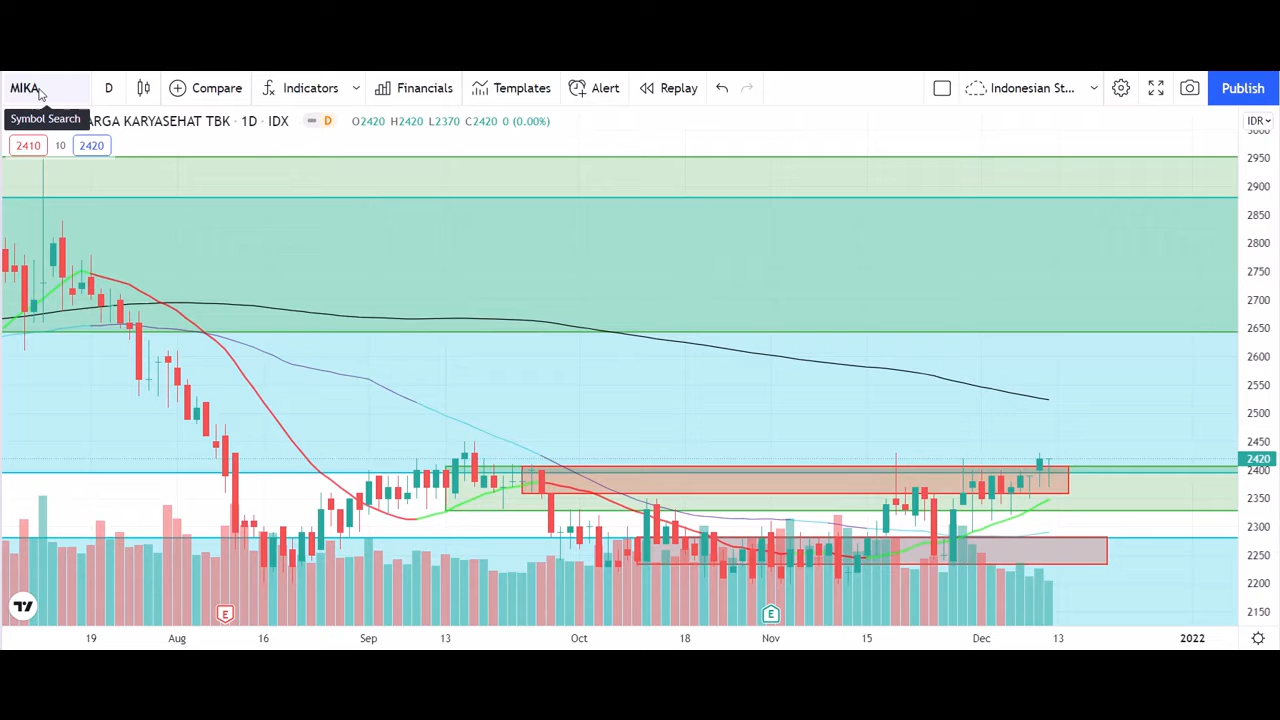 MIKA
D
Compare
Indicators
Financials
Templates
Alert
Replay
Indonesian St...
Publish
Symbol Search
ARGA KARYASEHAT TBK · 1D · IDX
D
O2420 H2420 L2370 C2420 0 (0.00%)
IDR
2410 10 2420
3000
2950
2900
2850
2800
2750
2700
2650
2600
2550
2500
2450
2420
2400
2350
2300
2250
2200
2150
E
E
19 Aug 16 Sep 13 Oct 18 Nov 15 Dec 13 2022